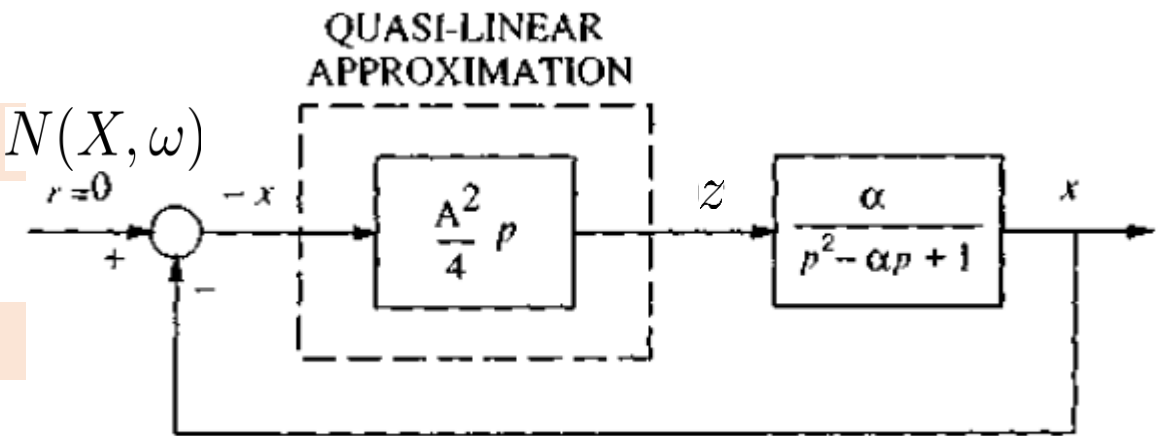 QUASI-LINEAR
APPROXIMATION
N(X, ω)
r = 0
+
−
− x
A²/4 p
z
α/(p² − αp + 1)
x